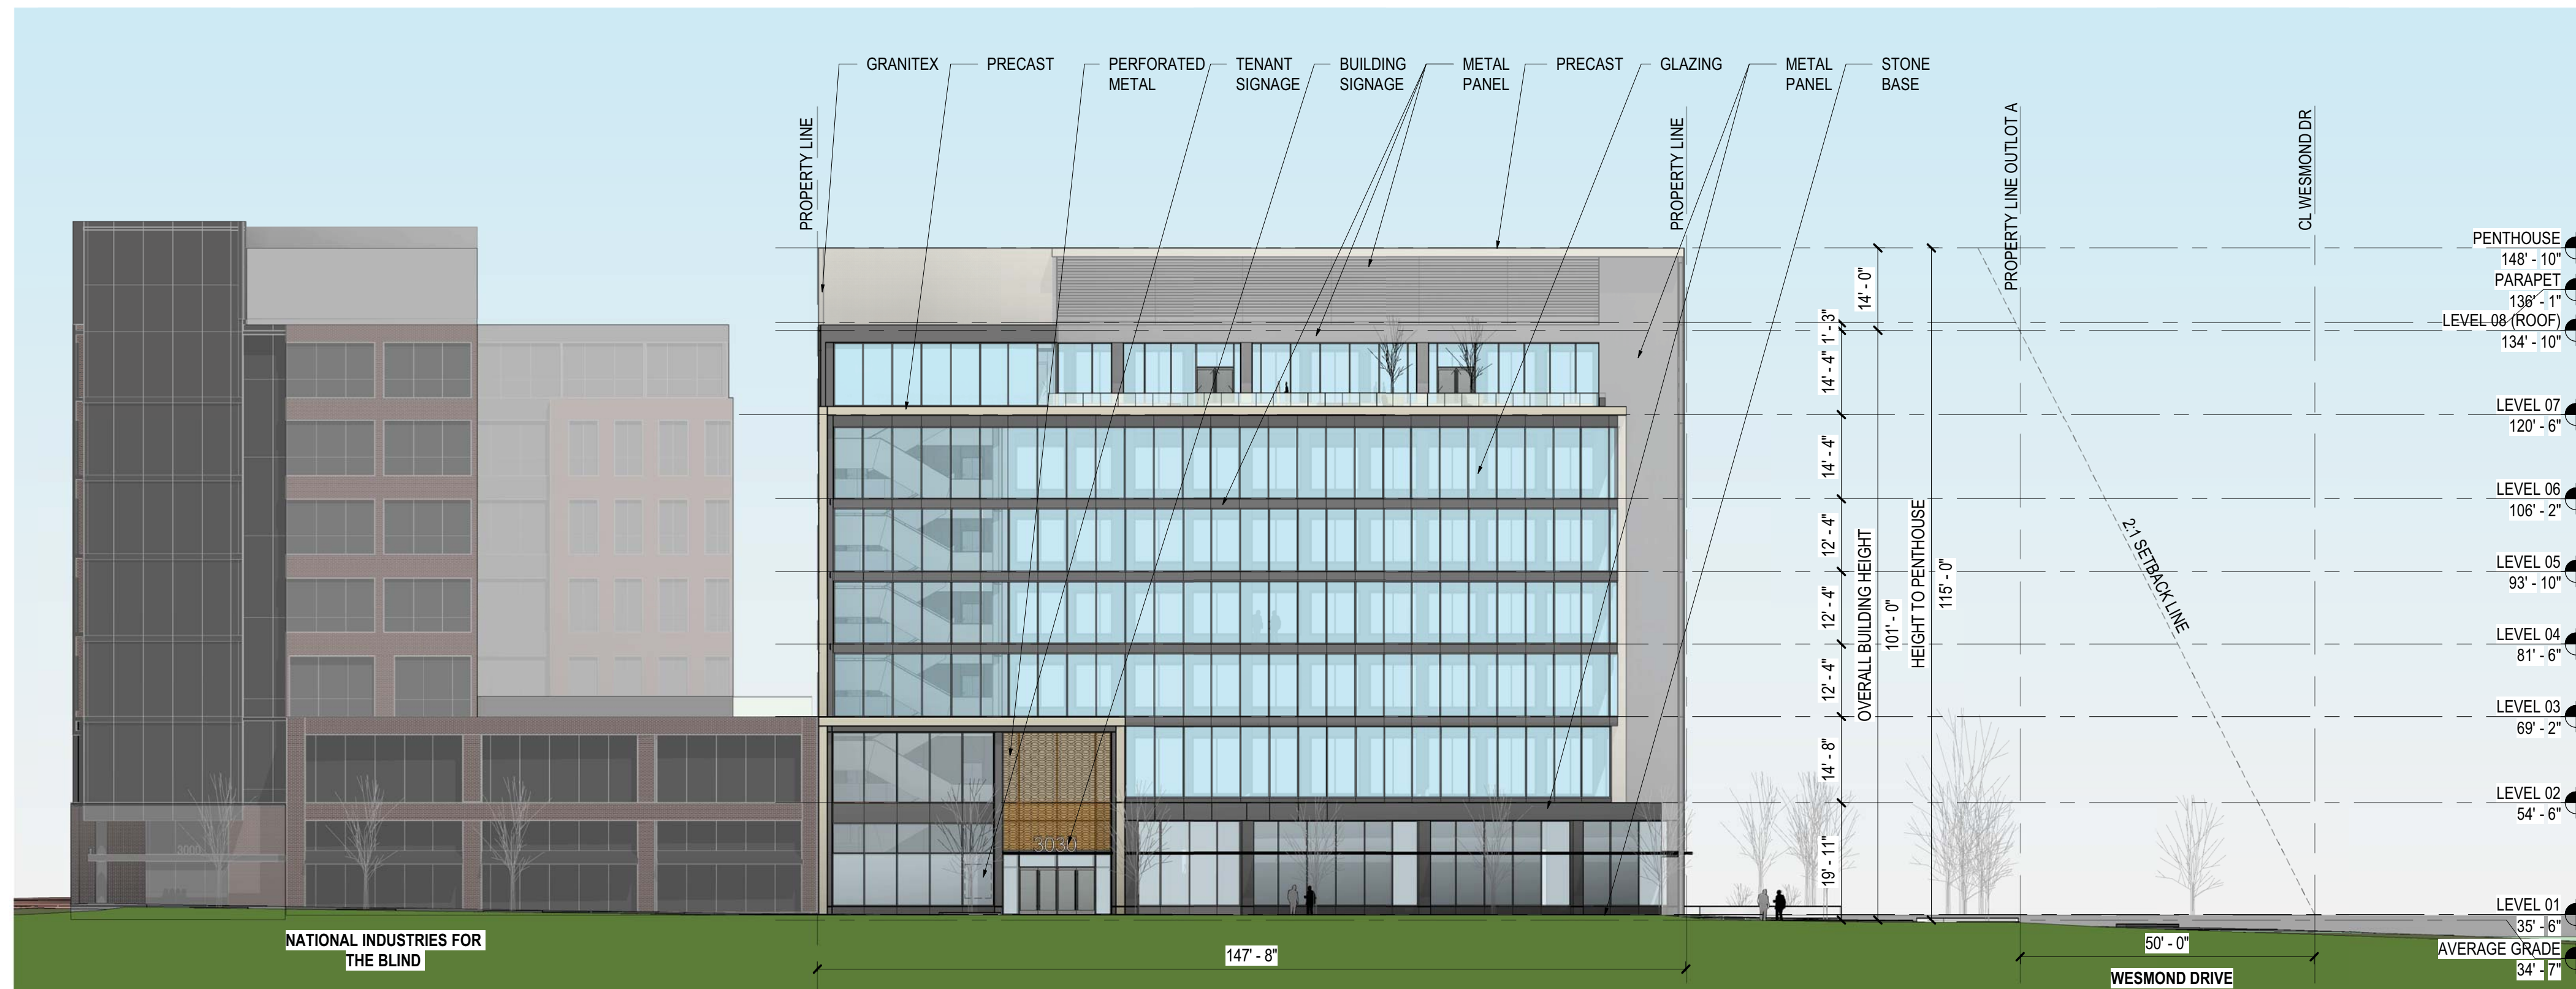 GRANITEX
PRECAST
PERFORATED
METAL
TENANT
SIGNAGE
BUILDING
SIGNAGE
METAL
PANEL
PRECAST
GLAZING
METAL
PANEL
STONE
BASE
PROPERTY LINE
PROPERTY LINE
PROPERTY LINE OUTLOT A
CL WESMOND DR
PENTHOUSE
148' - 10"
PARAPET
136' - 1"
LEVEL 08 (ROOF)
134' - 10"
LEVEL 07
120' - 6"
LEVEL 06
106' - 2"
LEVEL 05
93' - 10"
LEVEL 04
81' - 6"
LEVEL 03
69' - 2"
LEVEL 02
54' - 6"
LEVEL 01
35' - 6"
AVERAGE GRADE
34' - 7"
14' - 0"
1' - 3"
14' - 4"
14' - 4"
12' - 4"
12' - 4"
12' - 4"
14' - 8"
19' - 11"
OVERALL BUILDING HEIGHT
101' - 0"
HEIGHT TO PENTHOUSE
115' - 0"
2:1 SETBACK LINE
3000
3030
NATIONAL INDUSTRIES FOR
THE BLIND
147' - 8"
50' - 0"
WESMOND DRIVE